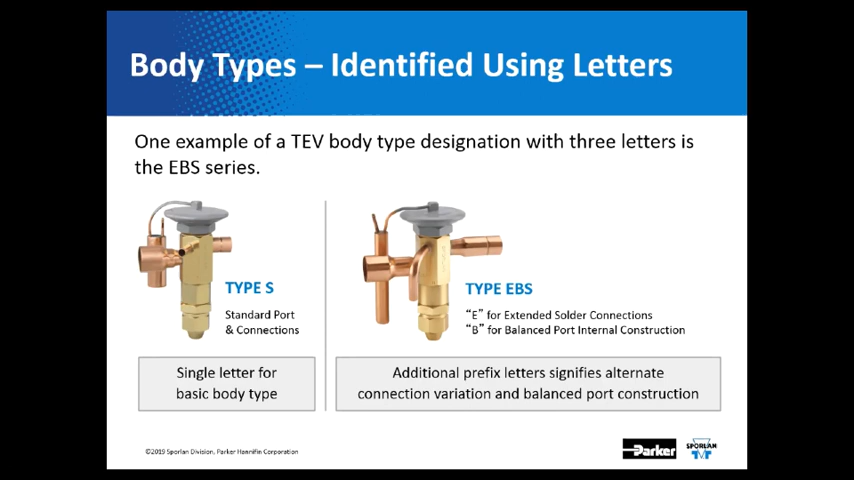 Body Types – Identified Using Letters
One example of a TEV body type designation with three letters is
the EBS series.
TYPE S
Standard Port
& Connections
Single letter for
basic body type
TYPE EBS
“E” for Extended Solder Connections
“B” for Balanced Port Internal Construction
Additional prefix letters signifies alternate
connection variation and balanced port construction
©2019 Sporlan Division, Parker Hannifin Corporation
Parker
SPORLAN